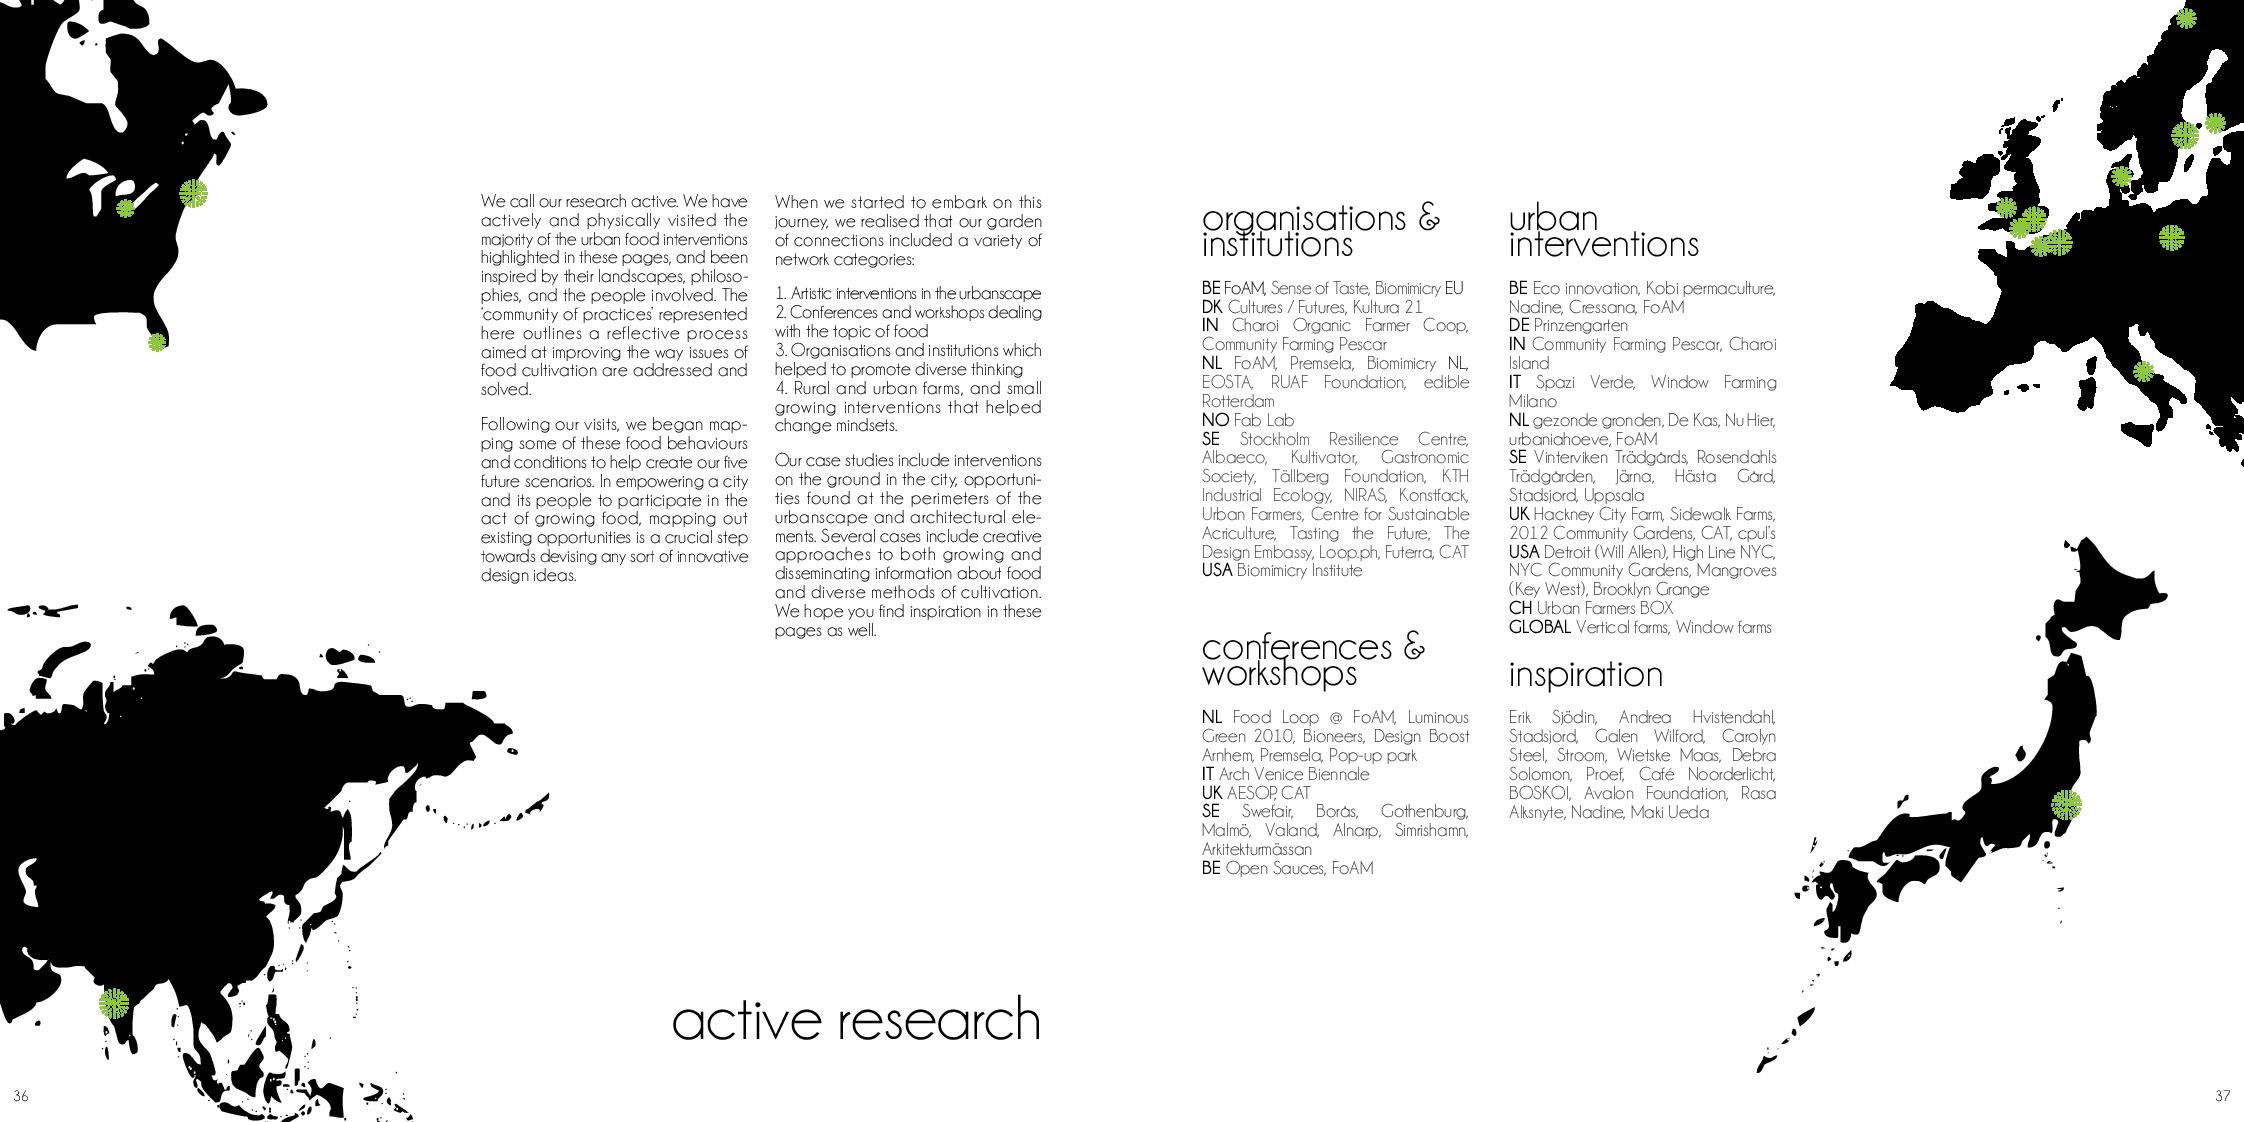 We call our research active. We have
actively and physically visited the
majority of the urban food interventions
highlighted in these pages, and been
inspired by their landscapes, philoso-
phies, and the people involved. The
'community of practices' represented
here outlines a reflective process
aimed at improving the way issues of
food cultivation are addressed and
solved.
Following our visits, we began map-
ping some of these food behaviours
and conditions to help create our five
future scenarios. In empowering a city
and its people to participate in the
act of growing food, mapping out
existing opportunities is a crucial step
towards devising any sort of innovative
design ideas.
When we started to embark on this
journey, we realised that our garden
of connections included a variety of
network categories:
1. Artistic interventions in the urbanscape
2. Conferences and workshops dealing
with the topic of food
3. Organisations and institutions which
helped to promote diverse thinking
4. Rural and urban farms, and small
growing interventions that helped
change mindsets.
Our case studies include interventions
on the ground in the city, opportuni-
ties found at the perimeters of the
urbanscape and architectural ele-
ments. Several cases include creative
approaches to both growing and
disseminating information about food
and diverse methods of cultivation.
We hope you find inspiration in these
pages as well.
active research
36
organisations &
institutions
BE FoAM, Sense of Taste, Biomimicry EU
DK Cultures / Futures, Kultura 21
IN Charoi Organic Farmer Coop,
Community Farming Pescar
NL FoAM, Premsela, Biomimicry NL,
EOSTA, RUAF Foundation, edible
Rotterdam
NO Fab Lab
SE Stockholm Resilience Centre,
Albaeco, Kultivator, Gastronomic
Society, Tällberg Foundation, KTH
Industrial Ecology, NIRAS, Konstfack,
Urban Farmers, Centre for Sustainable
Acriculture, Tasting the Future, The
Design Embassy, Loop.ph, Futerra, CAT
USA Biomimicry Institute
conferences &
workshops
NL Food Loop @ FoAM, Luminous
Green 2010, Bioneers, Design Boost
Arnhem, Premsela, Pop-up park
IT Arch Venice Biennale
UK AESOP, CAT
SE Swefair, Borås, Gothenburg,
Malmö, Valand, Alnarp, Simrishamn,
Arkitekturmässan
BE Open Sauces, FoAM
urban
interventions
BE Eco innovation, Kobi permaculture,
Nadine, Cressana, FoAM
DE Prinzengarten
IN Community Farming Pescar, Charoi
Island
IT Spazi Verde, Window Farming
Milano
NL gezonde gronden, De Kas, Nu Hier,
urbaniahoeve, FoAM
SE Vinterviken Trädgårds, Rosendahls
Trädgården, Järna, Hästa Gård,
Stadsjord, Uppsala
UK Hackney City Farm, Sidewalk Farms,
2012 Community Gardens, CAT, cpul's
USA Detroit (Will Allen), High Line NYC,
NYC Community Gardens, Mangroves
(Key West), Brooklyn Grange
CH Urban Farmers BOX
GLOBAL Vertical farms, Window farms
inspiration
Erik Sjödin, Andrea Hvistendahl,
Stadsjord, Galen Wilford, Carolyn
Steel, Stroom, Wietske Maas, Debra
Solomon, Proef, Café Noorderlicht,
BOSKOI, Avalon Foundation, Rasa
Alksnyte, Nadine, Maki Ueda
37